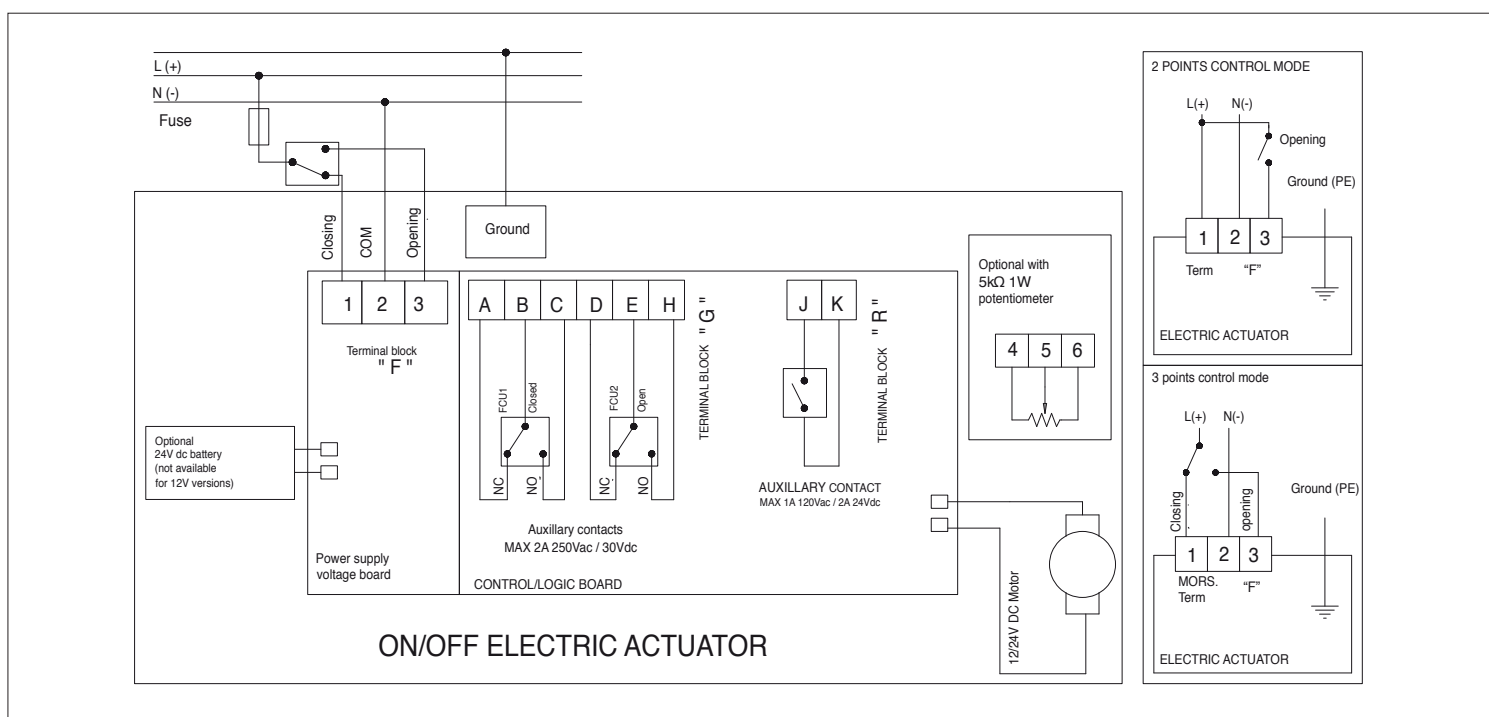 L (+)
N (-)
Fuse
Closing
COM
Opening
Ground
1 2 3
Terminal block
" F "
A B C D E H
TERMINAL BLOCK " G "
FCU1
Closed
FCU2
Open
NC
NO
NC
NO
Auxillary contacts
MAX 2A 250Vac / 30Vdc
J K
TERMINAL BLOCK " R "
AUXILLARY CONTACT
MAX 1A 120Vac / 2A 24Vdc
Optional with
5kΩ 1W
potentiometer
4 5 6
Optional
24V dc battery
(not available
for 12V versions)
Power supply
voltage board
CONTROL/LOGIC BOARD
12/24V DC Motor
ON/OFF ELECTRIC ACTUATOR
2 POINTS CONTROL MODE
L(+) N(-)
Opening
Ground (PE)
1 2 3
Term "F"
ELECTRIC ACTUATOR
3 points control mode
L(+) N(-)
Closing
opening
Ground (PE)
1 2 3
MORS.
Term "F"
ELECTRIC ACTUATOR